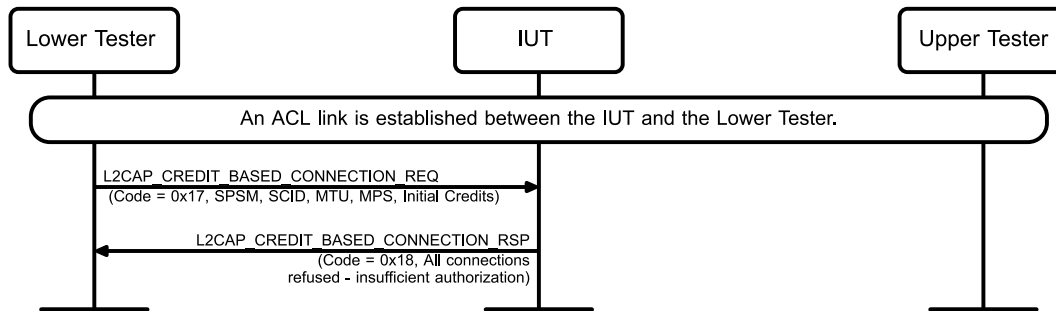 Lower Tester
IUT
Upper Tester
An ACL link is established between the IUT and the Lower Tester.
L2CAP_CREDIT_BASED_CONNECTION_REQ
(Code = 0x17, SPSM, SCID, MTU, MPS, Initial Credits)
L2CAP_CREDIT_BASED_CONNECTION_RSP
(Code = 0x18, All connections
refused - insufficient authorization)